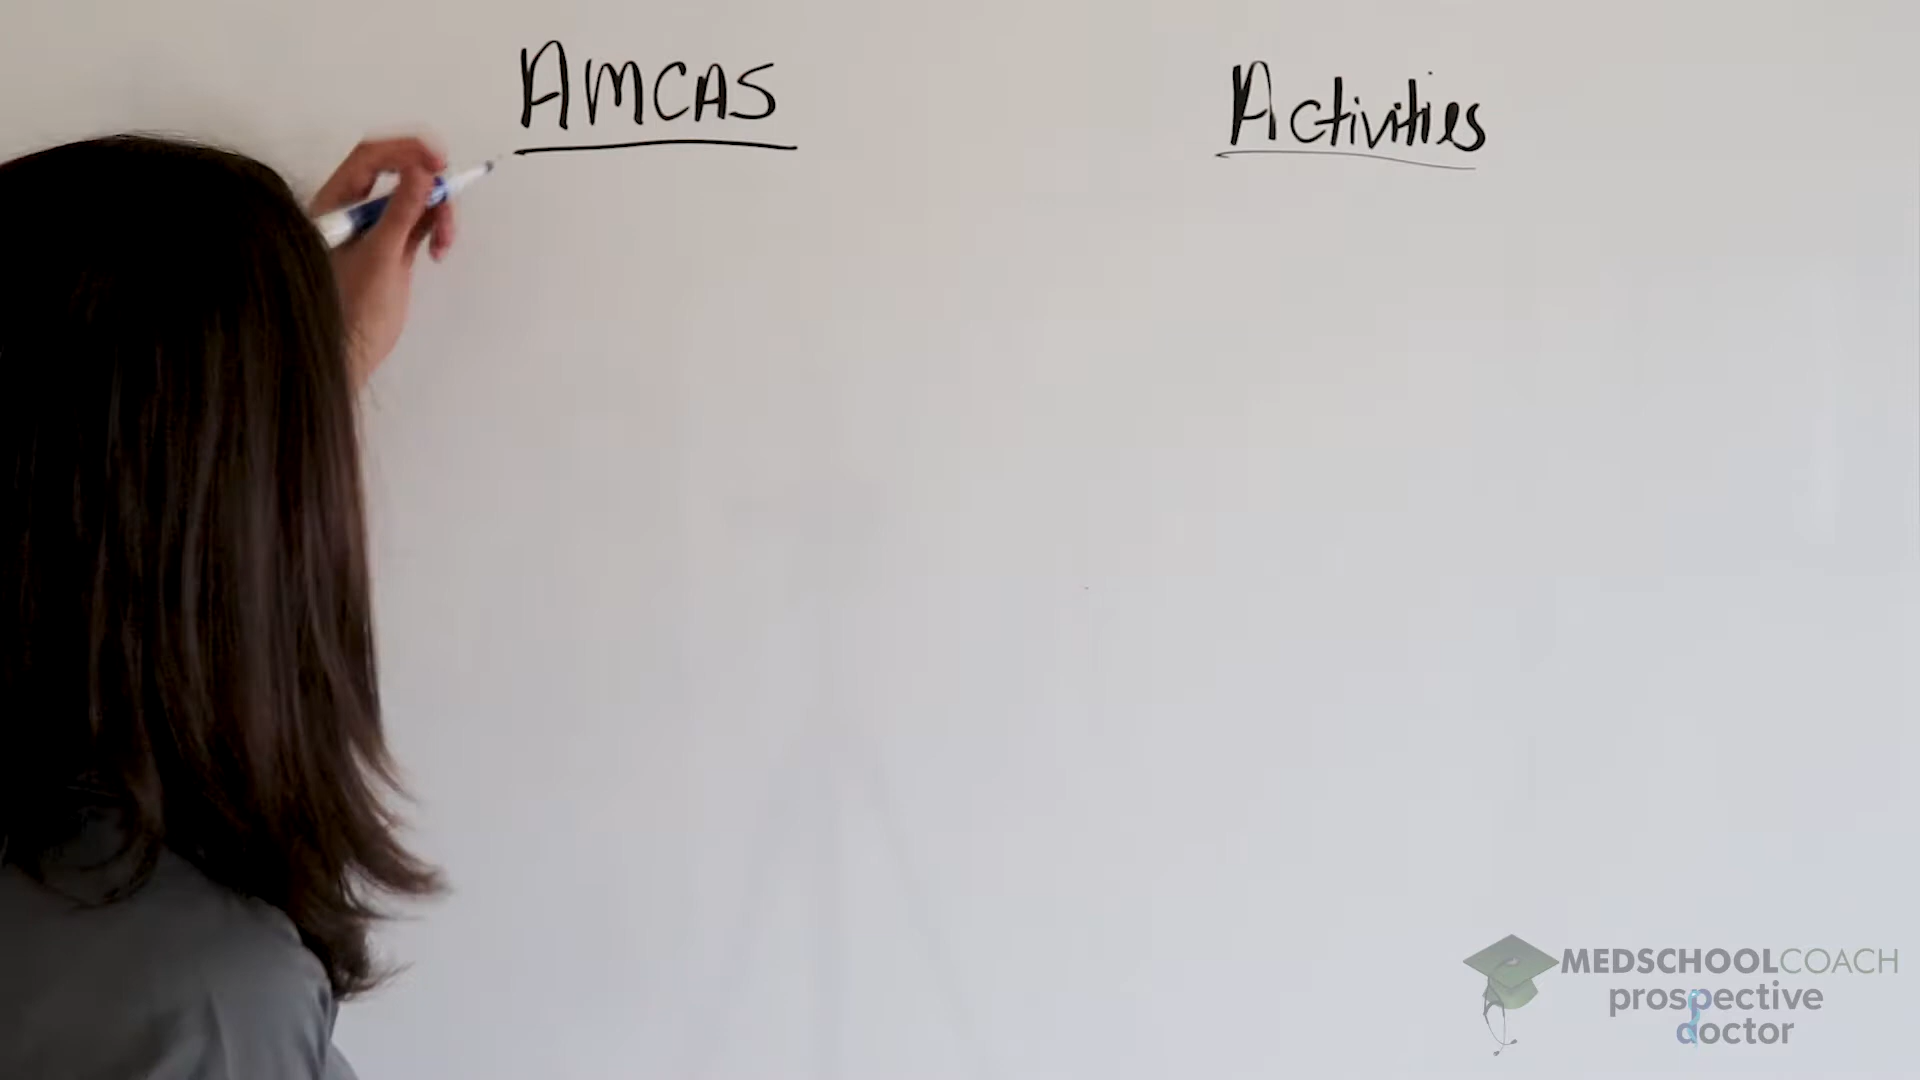 AMCAS
Activities
MEDSCHOOLCOACH
prospective
doctor